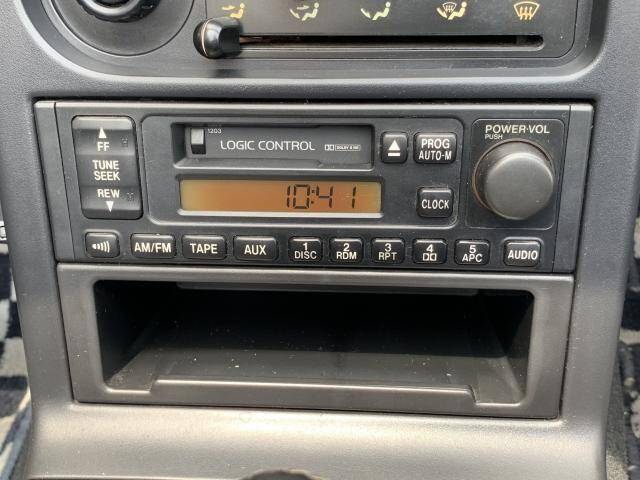 FF
TUNE
SEEK
REW
1203
LOGIC CONTROL
DOLBY B NR
PROG
AUTO-M
POWER·VOL
PUSH
10:41
CLOCK
AM/FM
TAPE
AUX
1
DISC
2
RDM
3
RPT
4
5
APC
AUDIO